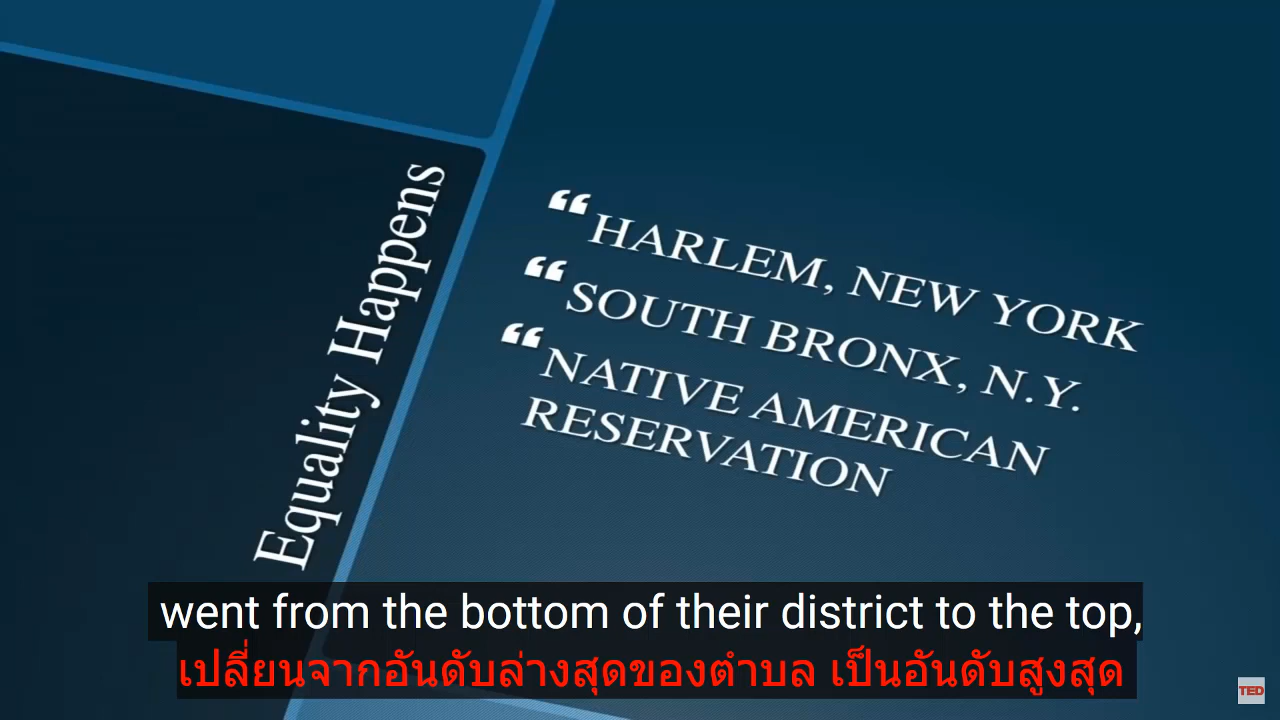 Equality Happens
HARLEM, NEW YORK
SOUTH BRONX, N.Y.
NATIVE AMERICAN
RESERVATION
went from the bottom of their district to the top,
เปลี่ยนจากอันดับล่างสุดของตำบล เป็นอันดับสูงสุด
TED